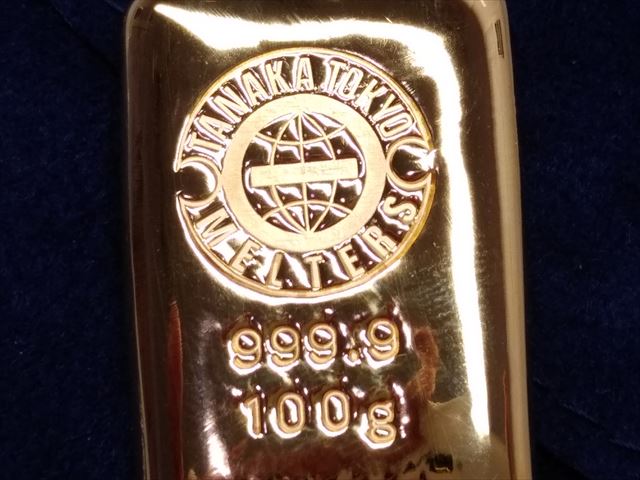 TANAKA TOKYO
MELTERS
999.9
100g